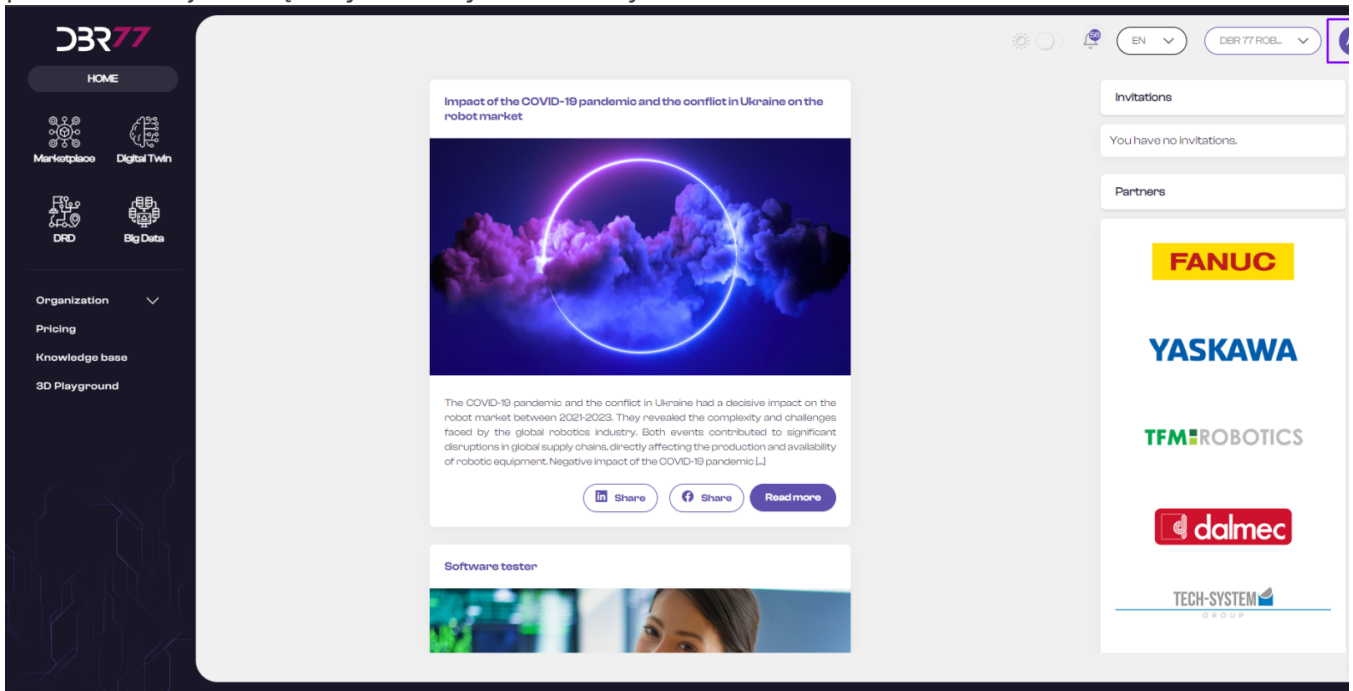 DBR77
HOME
Marketplace
Digital Twin
DRD
Big Data
Organization
Pricing
Knowledge base
3D Playground
56
EN
DBR 77 ROB...
Impact of the COVID-19 pandemic and the conflict in Ukraine on the
robot market
The COVID-19 pandemic and the conflict in Ukraine had a decisive impact on the
robot market between 2021-2023. They revealed the complexity and challenges
faced by the global robotics industry. Both events contributed to significant
disruptions in global supply chains, directly affecting the production and availability
of robotic equipment. Negative impact of the COVID-19 pandemic [...]
Share
Share
Read more
Software tester
Invitations
You have no invitations.
Partners
FANUC
YASKAWA
TFM ROBOTICS
dalmec
TECH-SYSTEM
GROUP